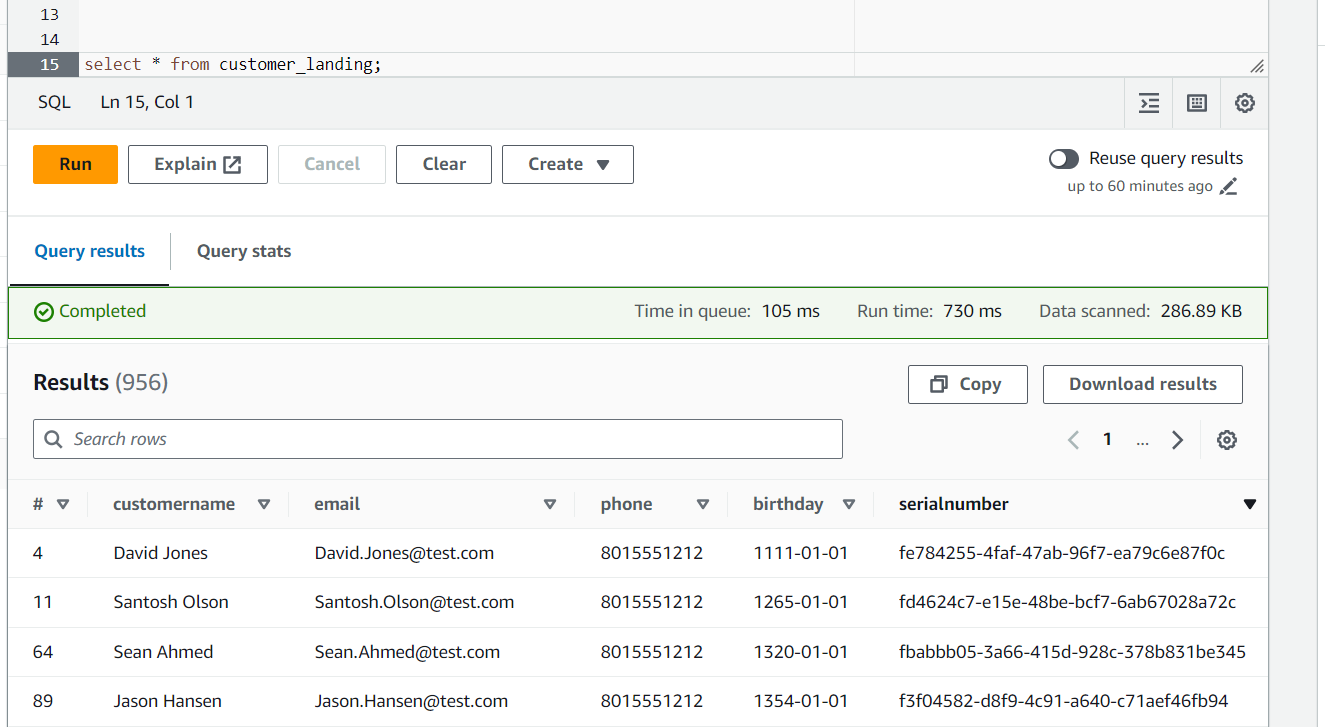 13
14
15 select * from customer_landing;
SQL Ln 15, Col 1
Run Explain Cancel Clear Create Reuse query results
up to 60 minutes ago
Query results Query stats
Completed Time in queue: 105 ms Run time: 730 ms Data scanned: 286.89 KB
Results (956) Copy Download results
Search rows 1 ...
# customername email phone birthday serialnumber
4 David Jones David.Jones@test.com 8015551212 1111-01-01 fe784255-4faf-47ab-96f7-ea79c6e87f0c
11 Santosh Olson Santosh.Olson@test.com 8015551212 1265-01-01 fd4624c7-e15e-48be-bcf7-6ab67028a72c
64 Sean Ahmed Sean.Ahmed@test.com 8015551212 1320-01-01 fbabbb05-3a66-415d-928c-378b831be345
89 Jason Hansen Jason.Hansen@test.com 8015551212 1354-01-01 f3f04582-d8f9-4c91-a640-c71aef46fb94